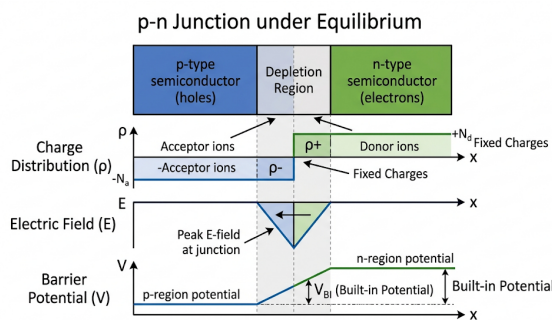 p-n Junction under Equilibrium
p-type
semiconductor
(holes)
Depletion
Region
n-type
semiconductor
(electrons)
Charge
Distribution (ρ)
ρ
Acceptor ions
-Acceptor ions
-Nₐ
ρ-
ρ+
Donor ions
+N_d Fixed Charges
x
Fixed Charges
Electric Field (E)
E
x
Peak E-field
at junction
Barrier
Potential (V)
V
p-region potential
n-region potential
V_BI (Built-in Potential)
Built-in Potential
x